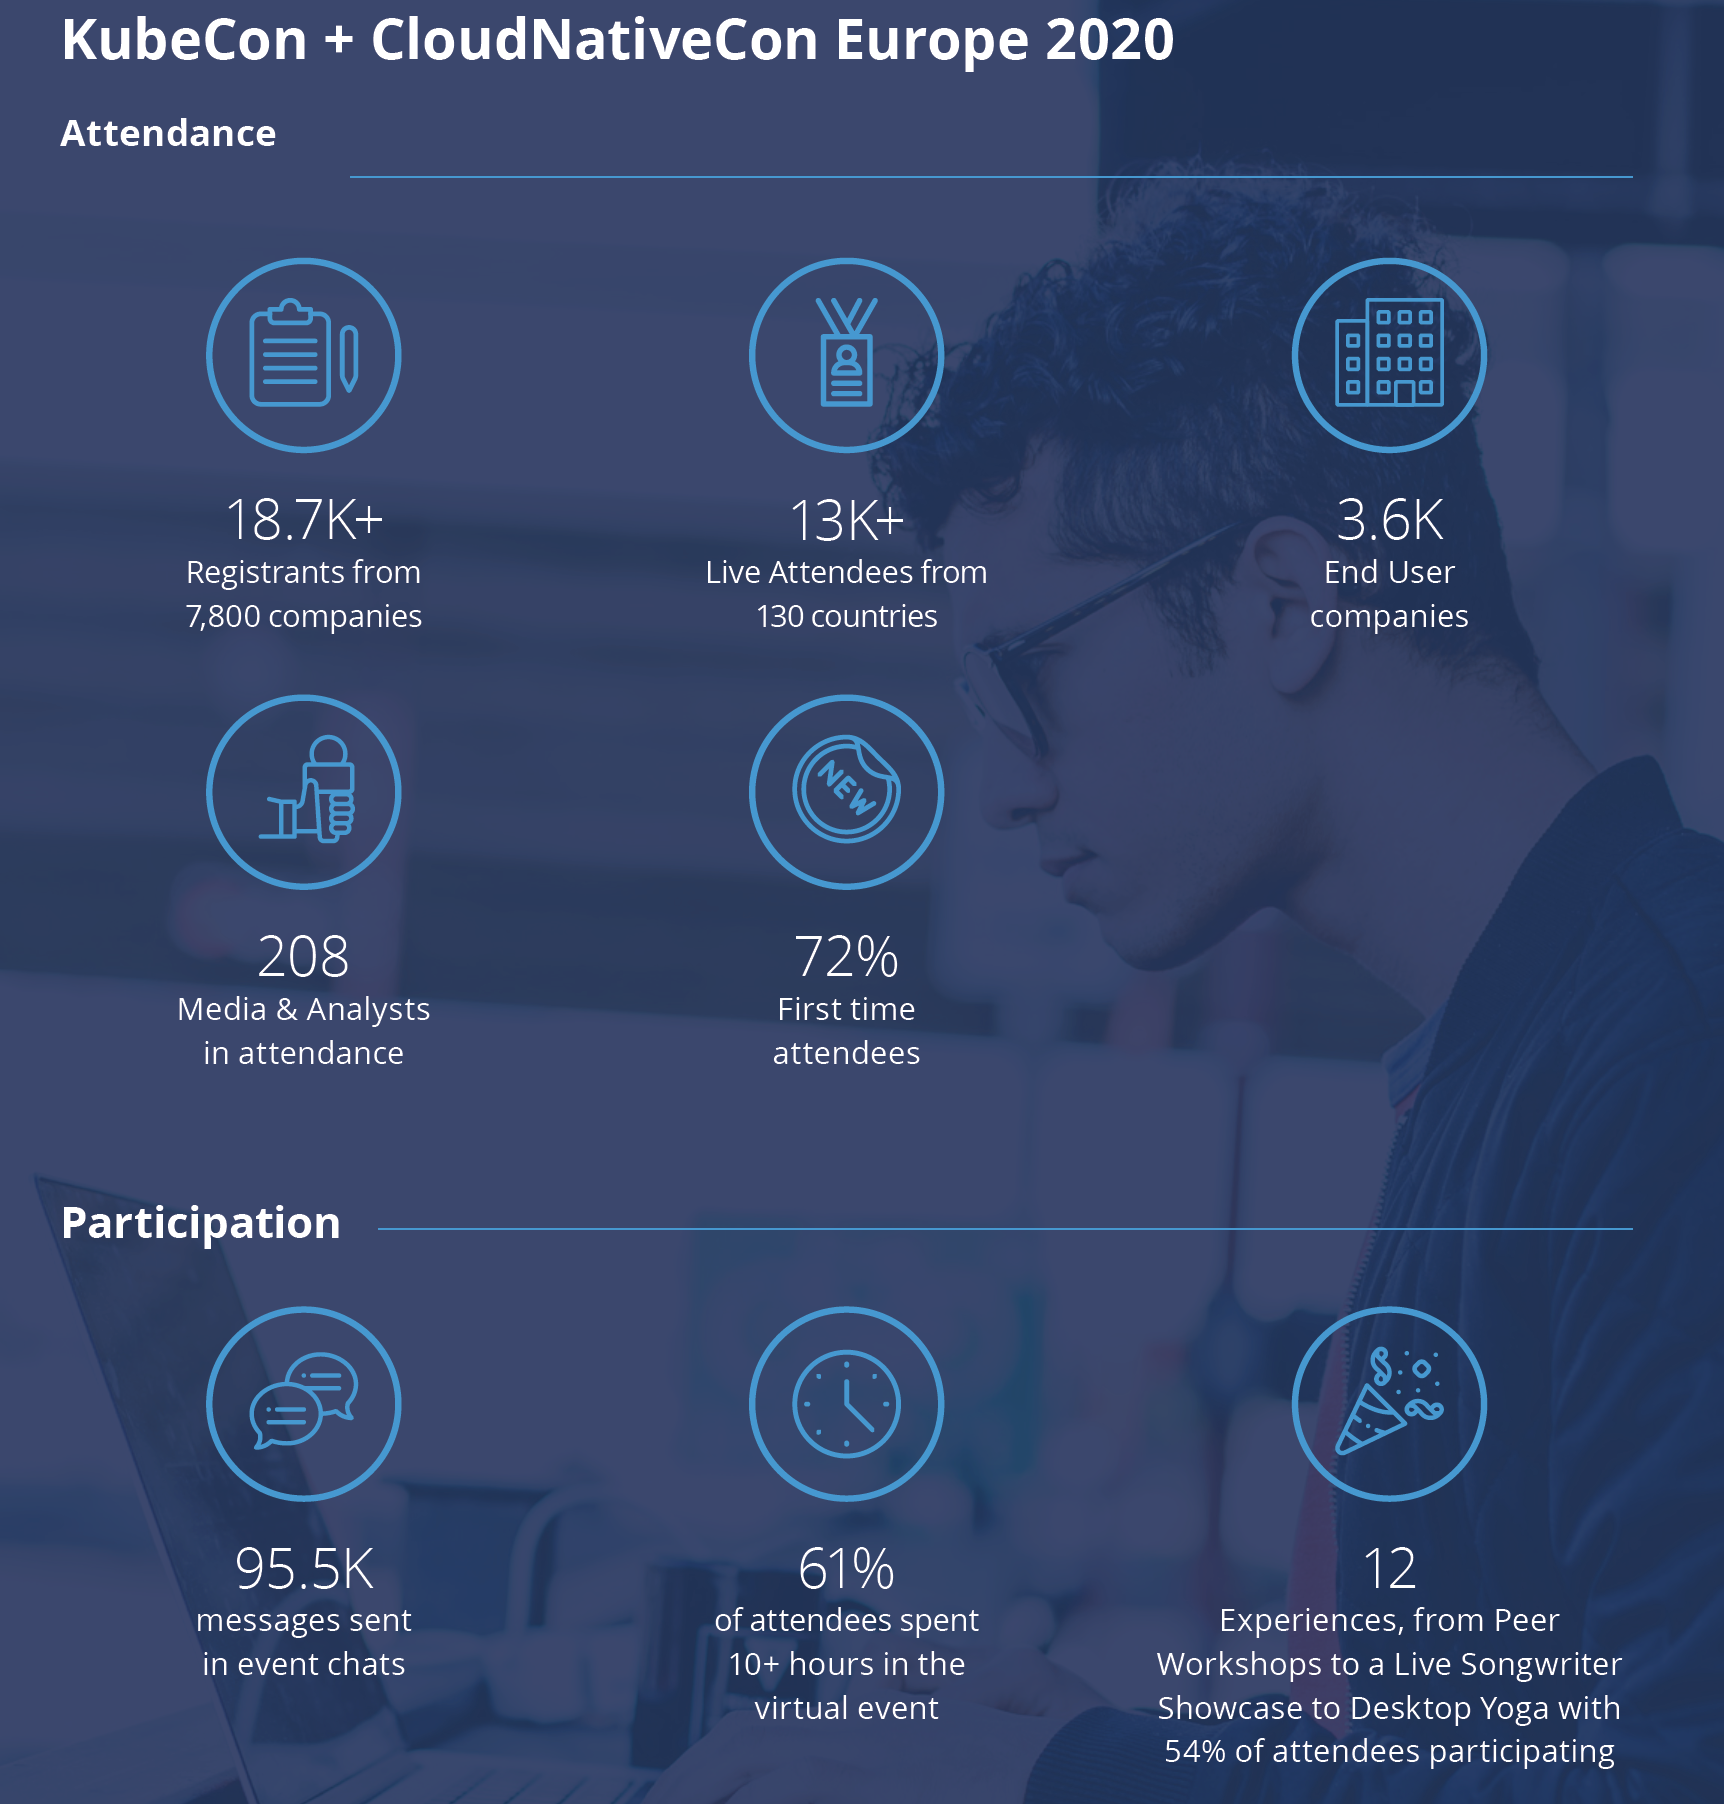 KubeCon + CloudNativeCon Europe 2020
Attendance
18.7K+
Registrants from
7,800 companies
13K+
Live Attendees from
130 countries
3.6K
End User
companies
NEW
208
Media & Analysts
in attendance
72%
First time
attendees
Participation
95.5K
messages sent
in event chats
61%
of attendees spent
10+ hours in the
virtual event
12
Experiences, from Peer
Workshops to a Live Songwriter
Showcase to Desktop Yoga with
54% of attendees participating